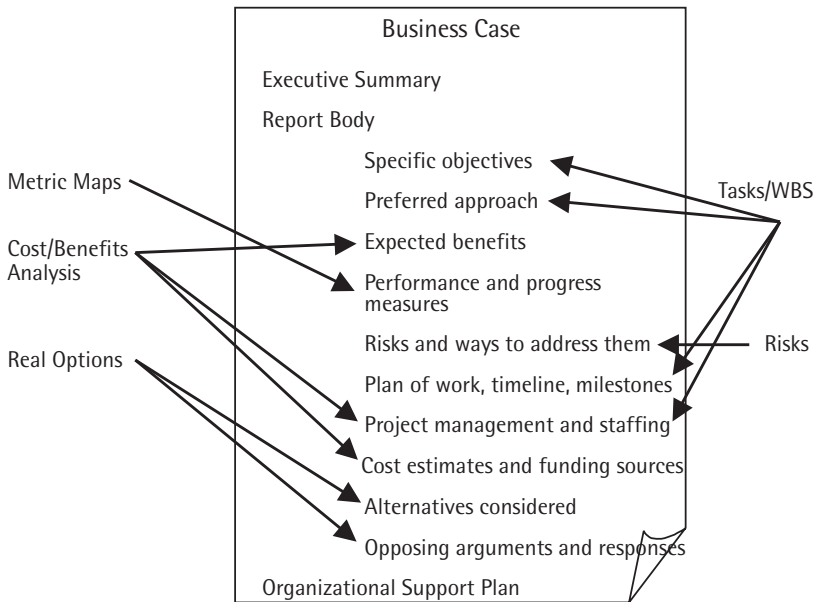 Business Case
Executive Summary
Report Body
Specific objectives
Preferred approach
Expected benefits
Performance and progress
measures
Risks and ways to address them
Plan of work, timeline, milestones
Project management and staffing
Cost estimates and funding sources
Alternatives considered
Opposing arguments and responses
Organizational Support Plan
Metric Maps
Cost/Benefits
Analysis
Real Options
Tasks/WBS
Risks